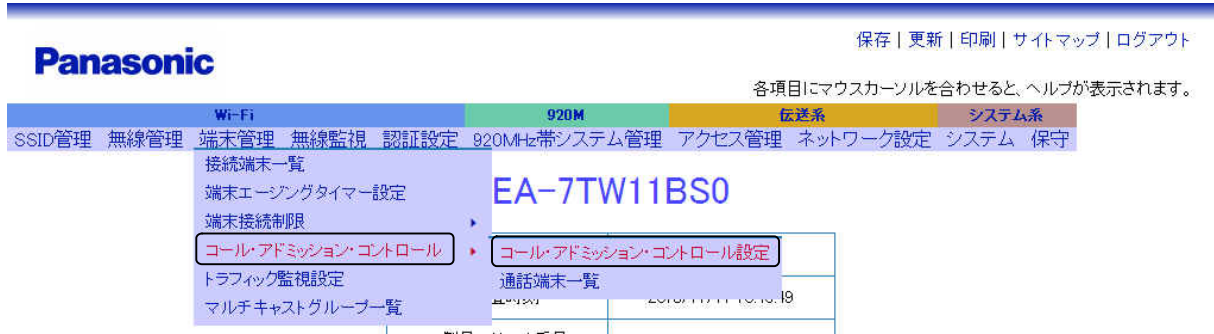 保存 | 更新 | 印刷 | サイトマップ | ログアウト
Panasonic
各項目にマウスカーソルを合わせると、ヘルプが表示されます。
Wi-Fi 920M 伝送系 システム系
SSID管理 無線管理 端末管理 無線監視 認証設定 920MHz帯システム管理 アクセス管理 ネットワーク設定 システム 保守
接続端末一覧
端末エージングタイマー設定
EA-7TW11BS0
端末接続制限
コール・アドミッション・コントロール
コール・アドミッション・コントロール設定
トラフィック監視設定
通話端末一覧
マルチキャストグループ一覧